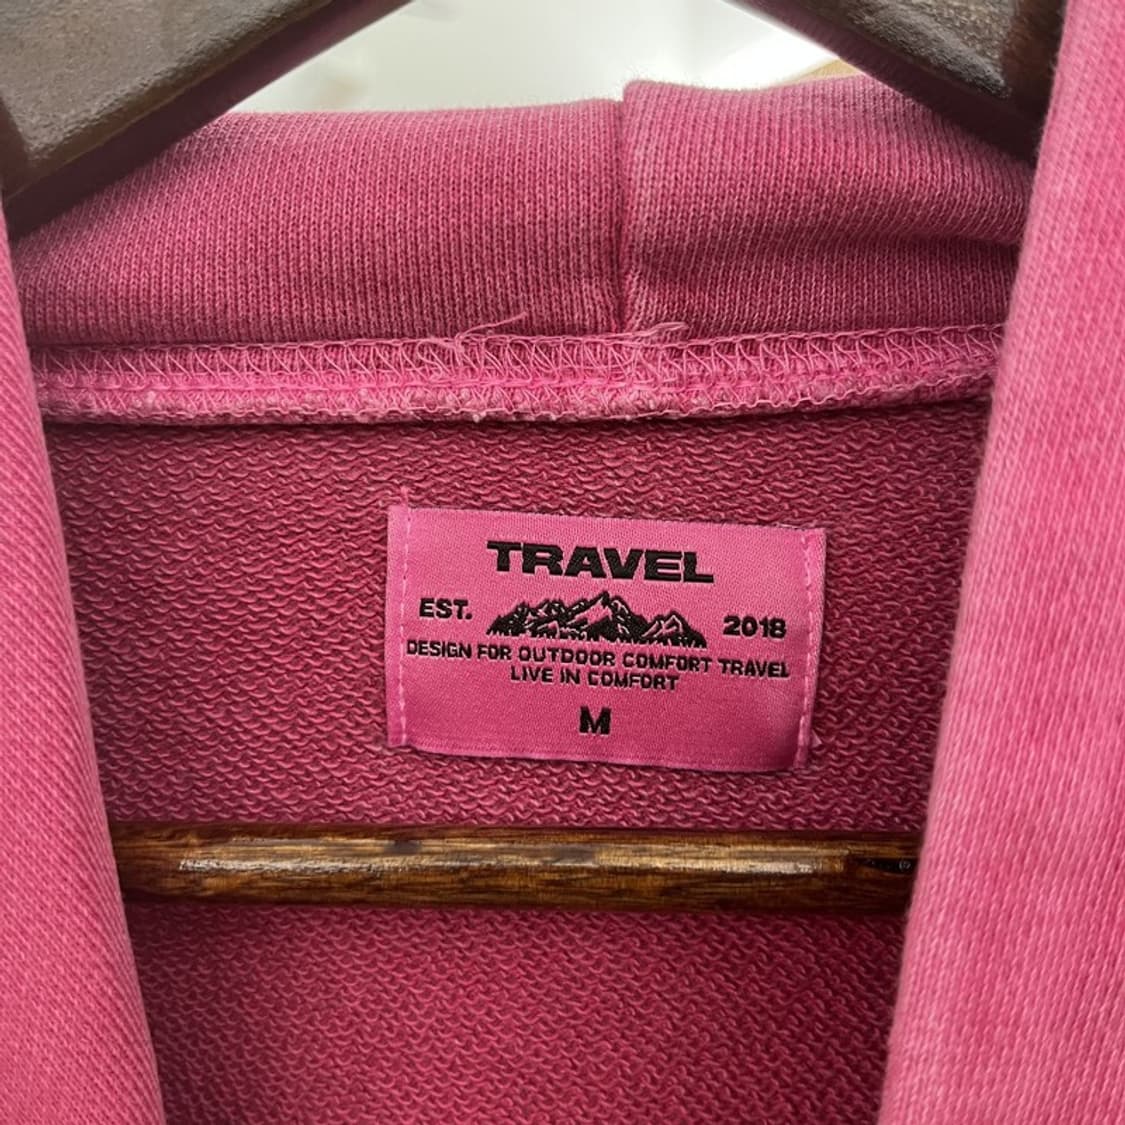 TRAVEL
EST. 2018
DESIGN FOR OUTDOOR COMFORT TRAVEL
LIVE IN COMFORT
M